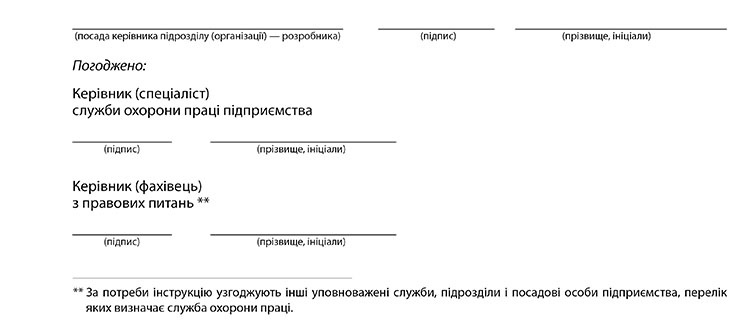 (посада керівника підрозділу (організації) — розробника) (підпис) (прізвище, ініціали)
Погоджено:
Керівник (спеціаліст)
служби охорони праці підприємства
(підпис) (прізвище, ініціали)
Керівник (фахівець)
з правових питань **
(підпис) (прізвище, ініціали)
** За потреби інструкцію узгоджують інші уповноважені служби, підрозділи і посадові особи підприємства, перелік
яких визначає служба охорони праці.